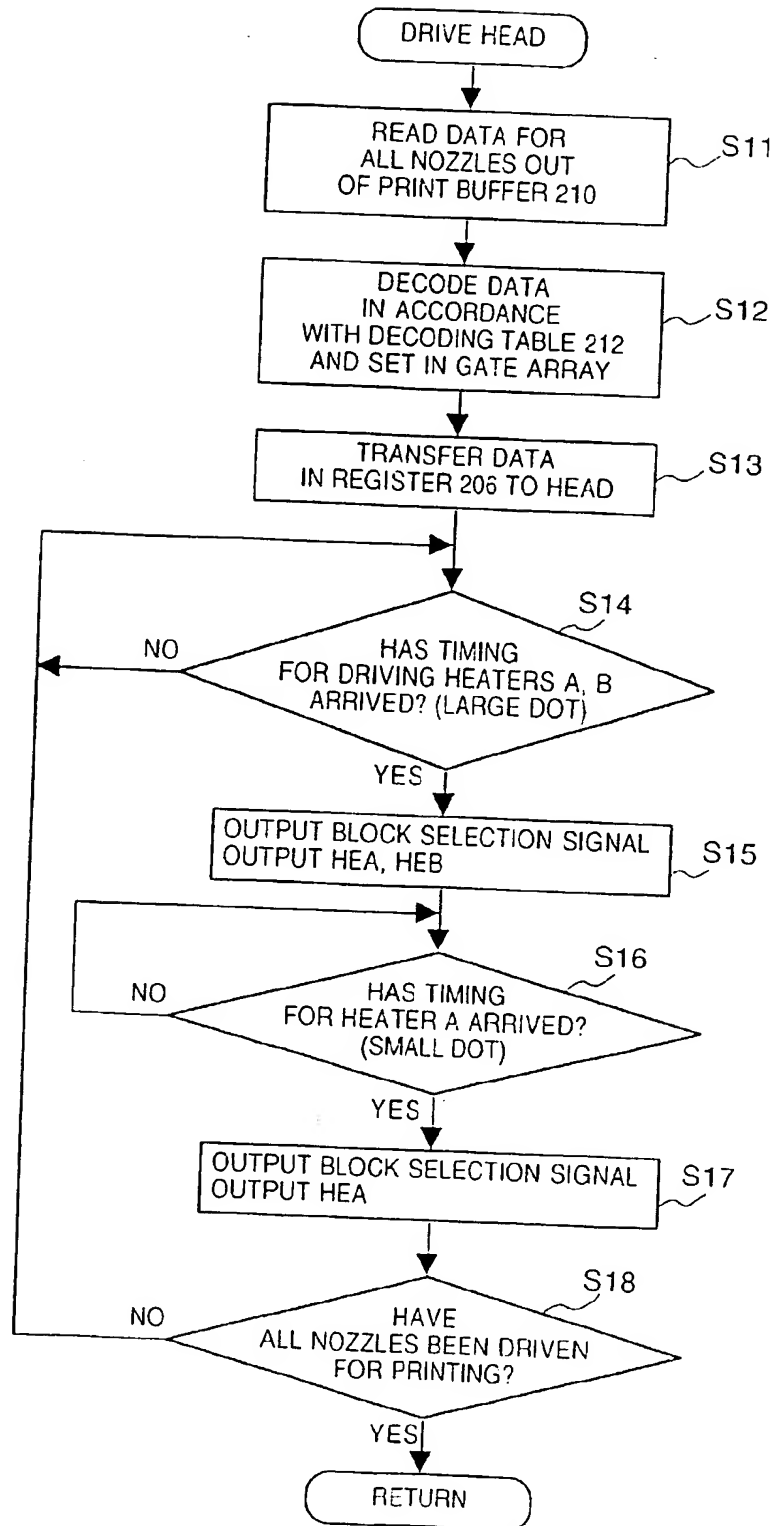 DRIVE HEAD
READ DATA FOR
ALL NOZZLES OUT
OF PRINT BUFFER 210
S11
DECODE DATA
IN ACCORDANCE
WITH DECODING TABLE 212
AND SET IN GATE ARRAY
S12
TRANSFER DATA
IN REGISTER 206 TO HEAD
S13
S14
HAS TIMING
FOR DRIVING HEATERS A, B
ARRIVED? (LARGE DOT)
NO
YES
OUTPUT BLOCK SELECTION SIGNAL
OUTPUT HEA, HEB
S15
S16
HAS TIMING
FOR HEATER A ARRIVED?
(SMALL DOT)
NO
YES
OUTPUT BLOCK SELECTION SIGNAL
OUTPUT HEA
S17
S18
HAVE
ALL NOZZLES BEEN DRIVEN
FOR PRINTING?
NO
YES
RETURN